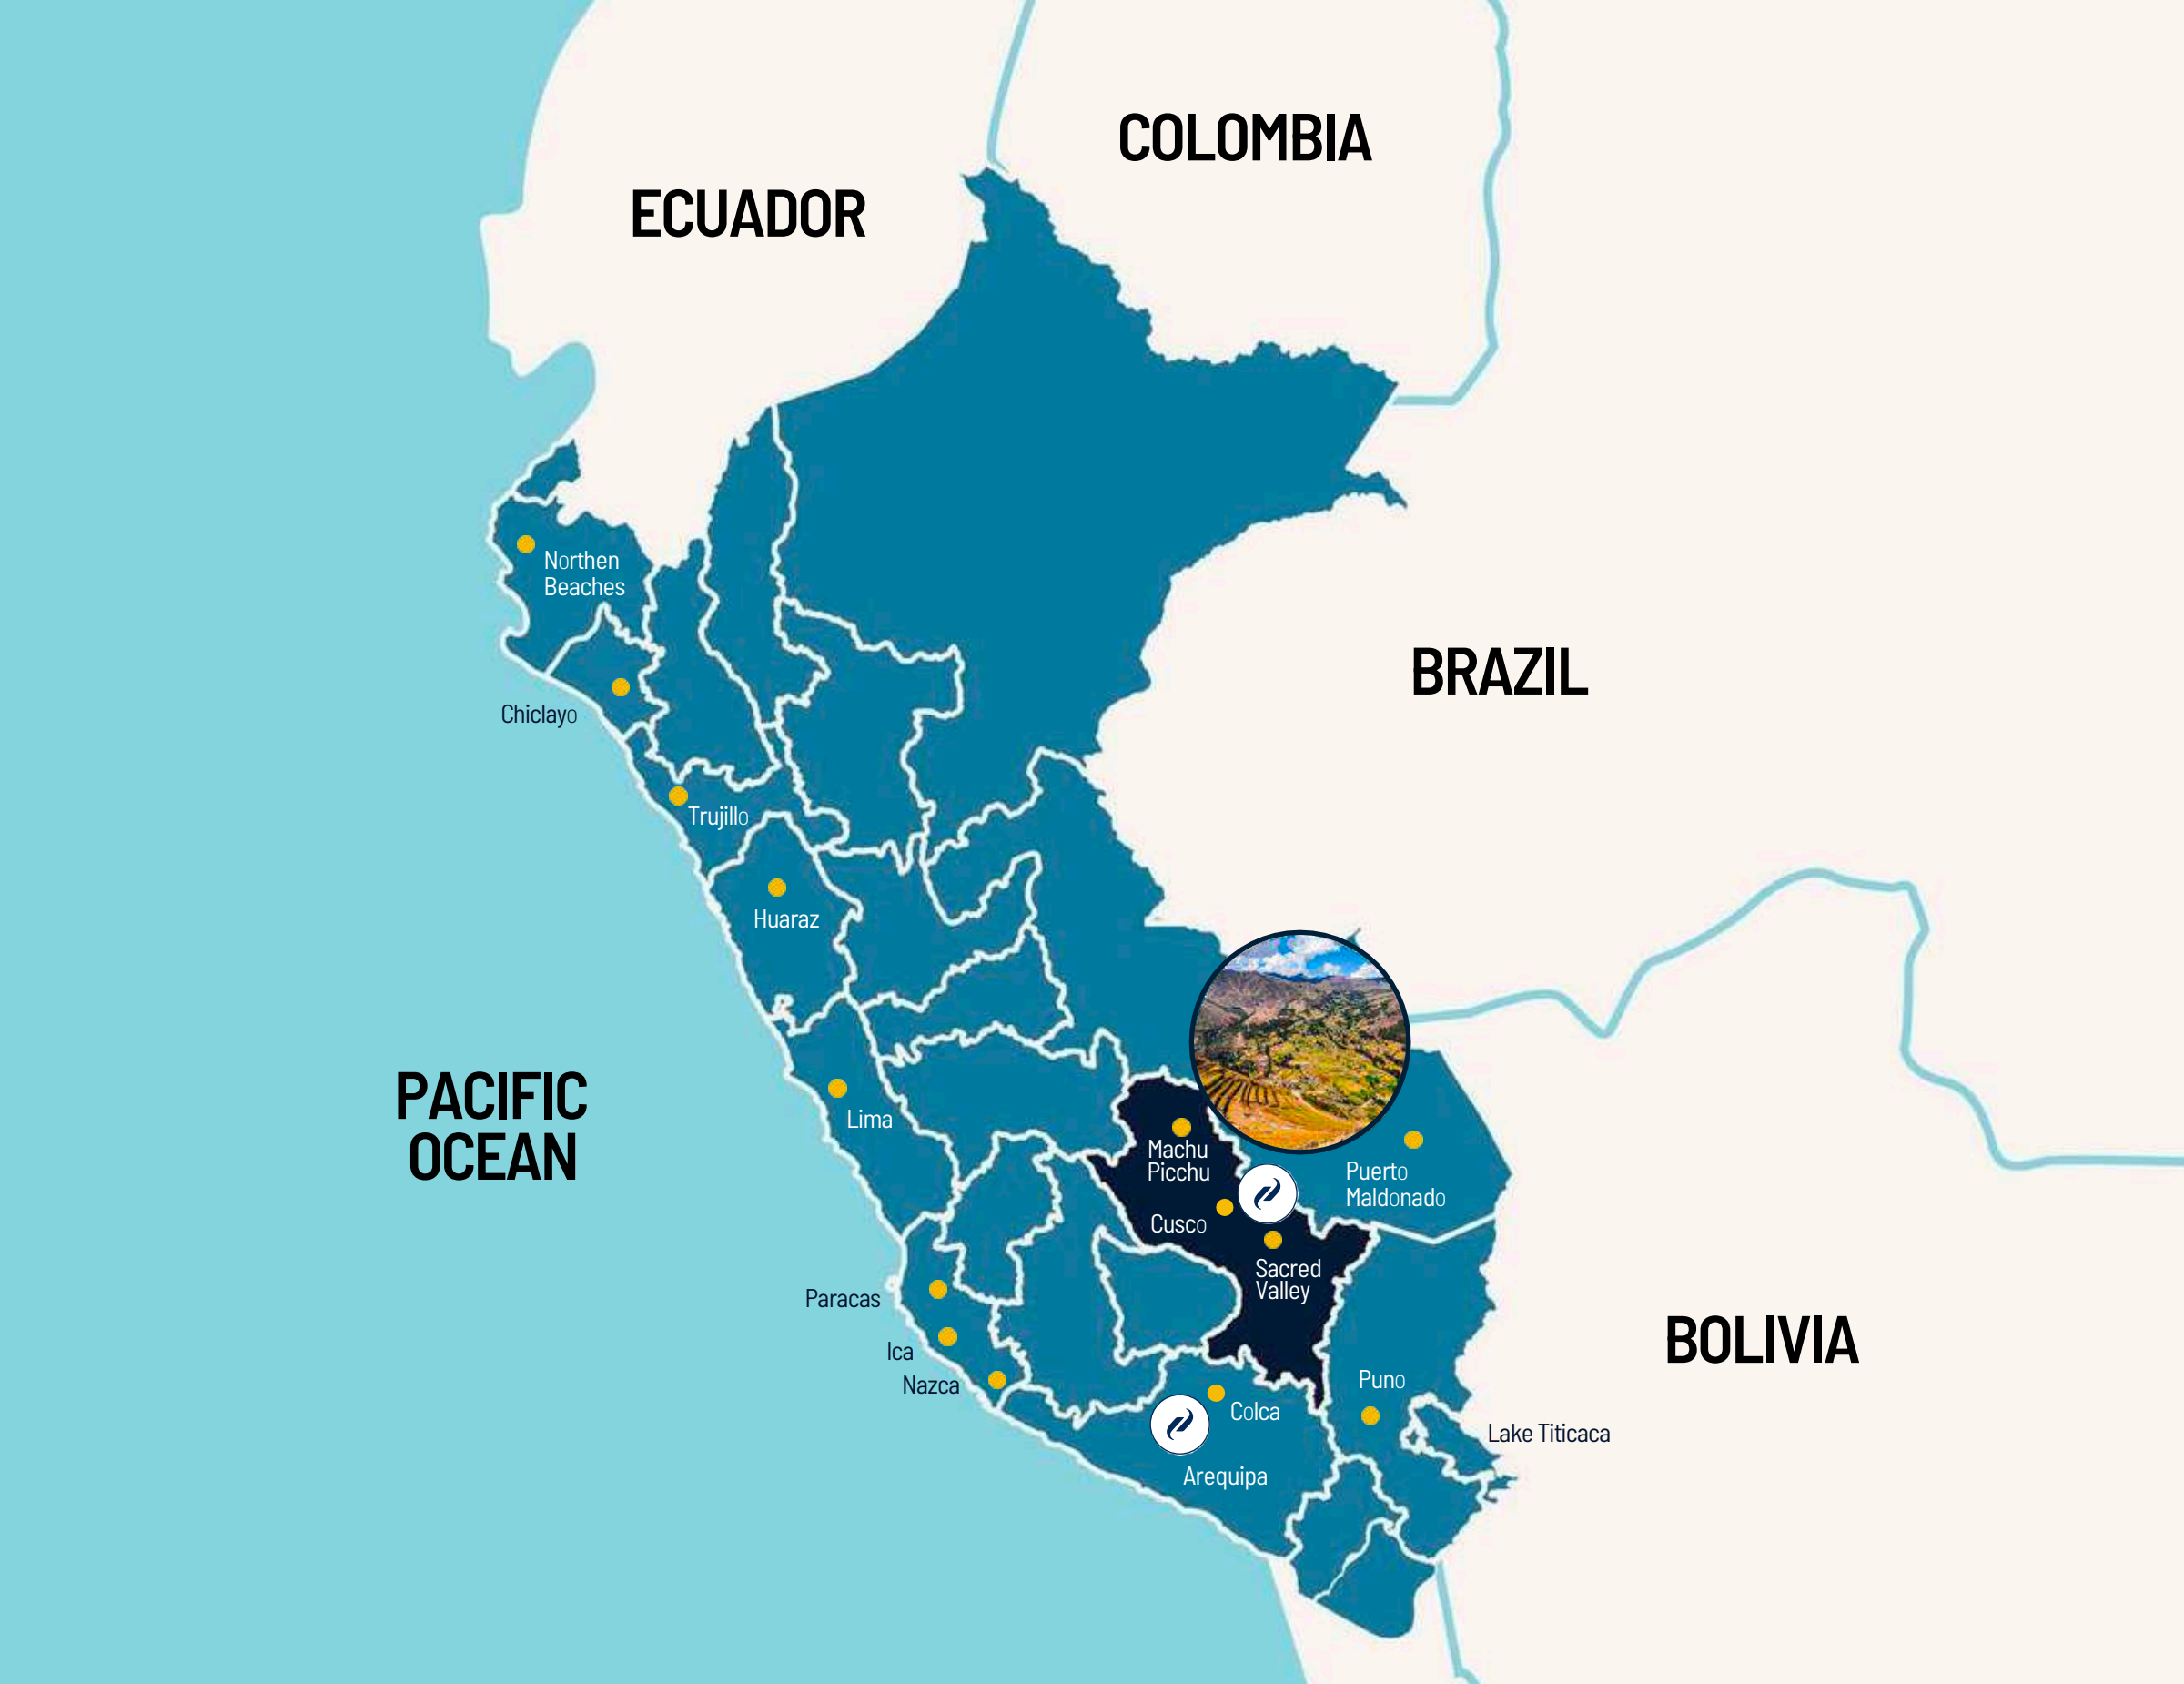 COLOMBIA
ECUADOR
Northen
Beaches
BRAZIL
Chiclayo
Trujillo
Huaraz
PACIFIC
OCEAN
Lima
Machu
Picchu
Puerto
Maldonado
Cusco
Sacred
Valley
Paracas
Ica
Nazca
BOLIVIA
Puno
Colca
Lake Titicaca
Arequipa